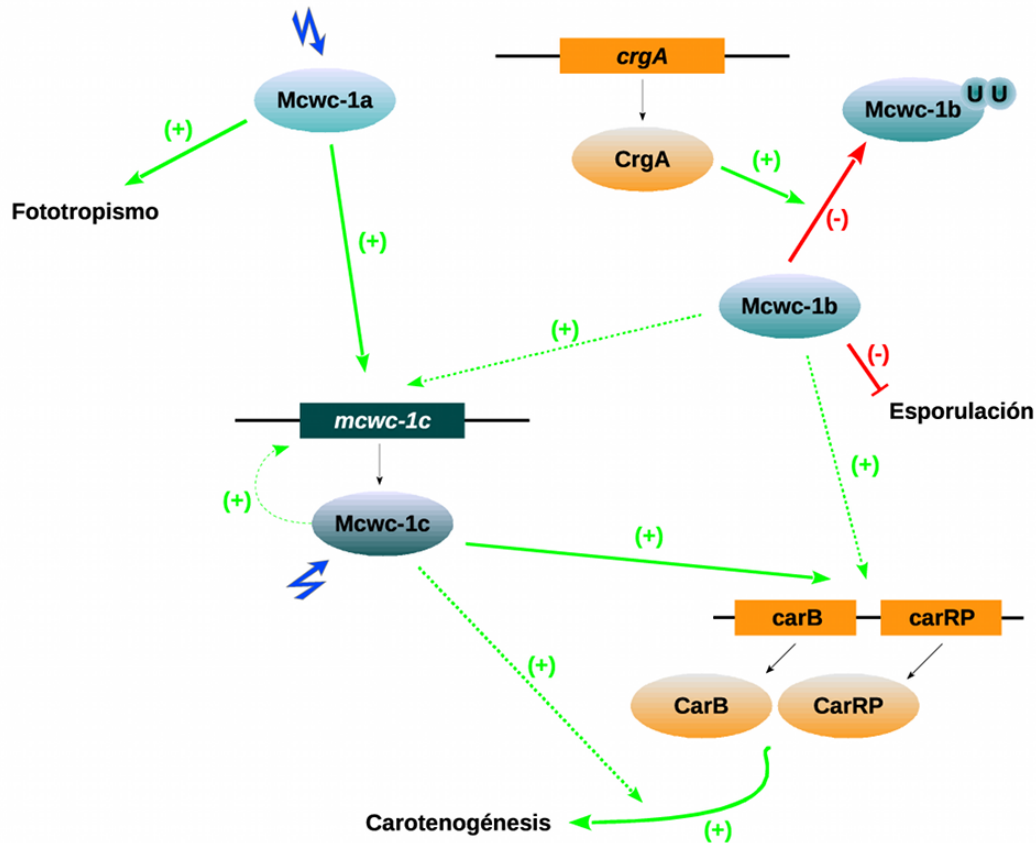 crgA
Mcwc-1a
Mcwc-1b
U U
(+)
CrgA
(+)
Fototropismo
(-)
(+)
Mcwc-1b
(+)
(-)
mcwc-1c
Esporulación
(+)
(+)
Mcwc-1c
(+)
carB
carRP
(+)
CarB
CarRP
Carotenogénesis
(+)